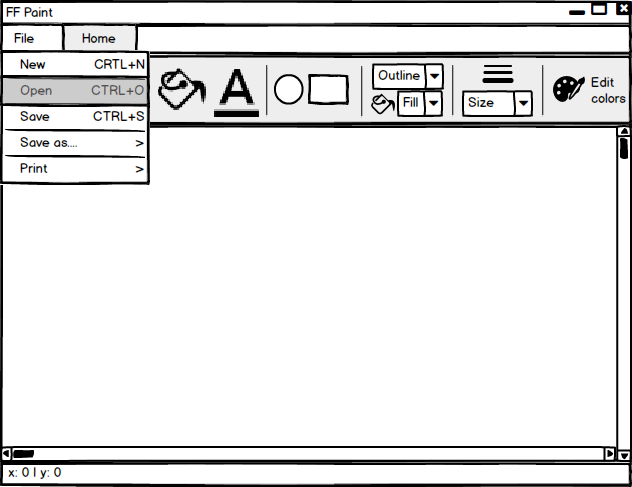 FF Paint
File Home
New CRTL+N
Open CTRL+O
Save CTRL+S
Save as.... >
Print >
A
Outline
Fill
Size
Edit
colors
x: 0 | y: 0